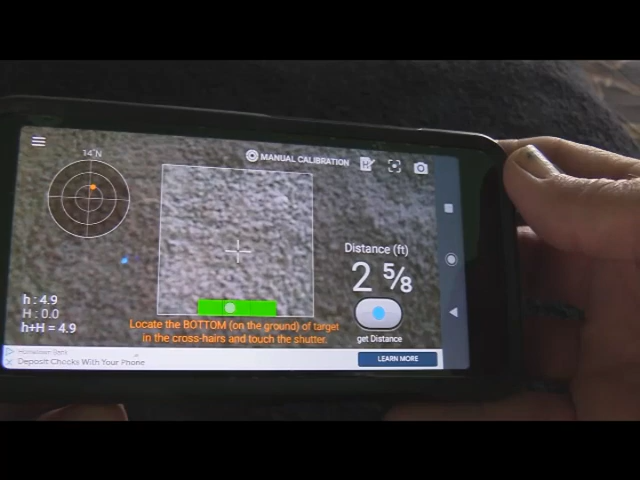 14°N
MANUAL CALIBRATION
H
Distance (ft)
2 5/8
get Distance
h : 4.9
H : 0.0
h+H = 4.9
Locate the BOTTOM (on the ground) of target
in the cross-hairs and touch the shutter.
Deposit Checks With Your Phone
LEARN MORE